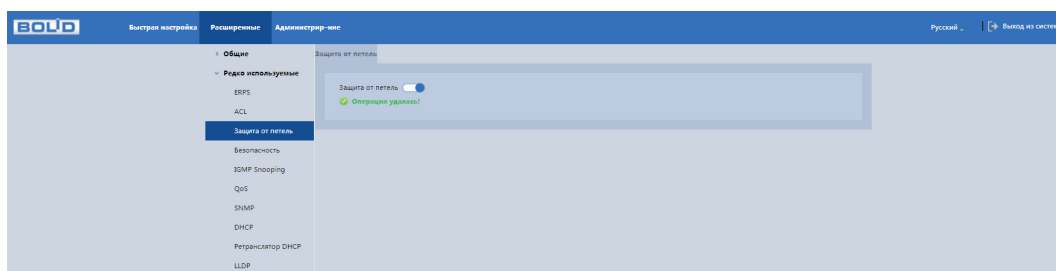 BOLID
Быстрая настройка Расширенные Администрир-ние Русский Выход из систем
Общие
Защита от петель
Редко используемые
Защита от петель
ERPS
Операция удалось!
ACL
Защита от петель
Безопасность
IGMP Snooping
QoS
SNMP
DHCP
Ретранслятор DHCP
LLDP